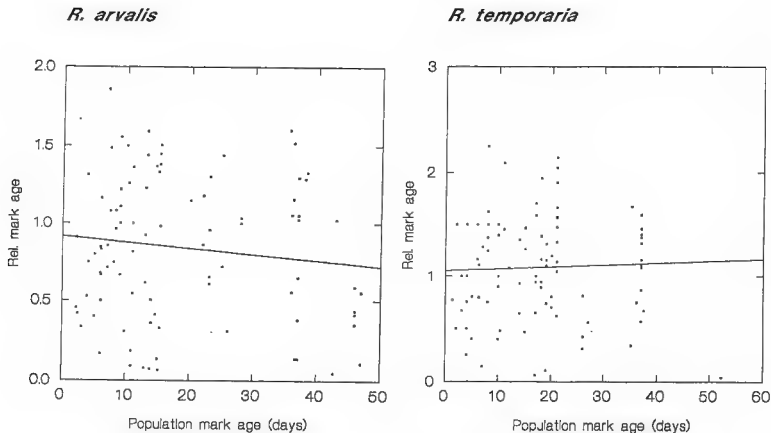 R. arvalis
R. temporaria
2.0
1.5
1.0
0.5
0.0
Rel. mark age
0 10 20 30 40 50
Population mark age (days)
3
2
1
0
Rel. mark age
0 10 20 30 40 50 60
Population mark age (days)